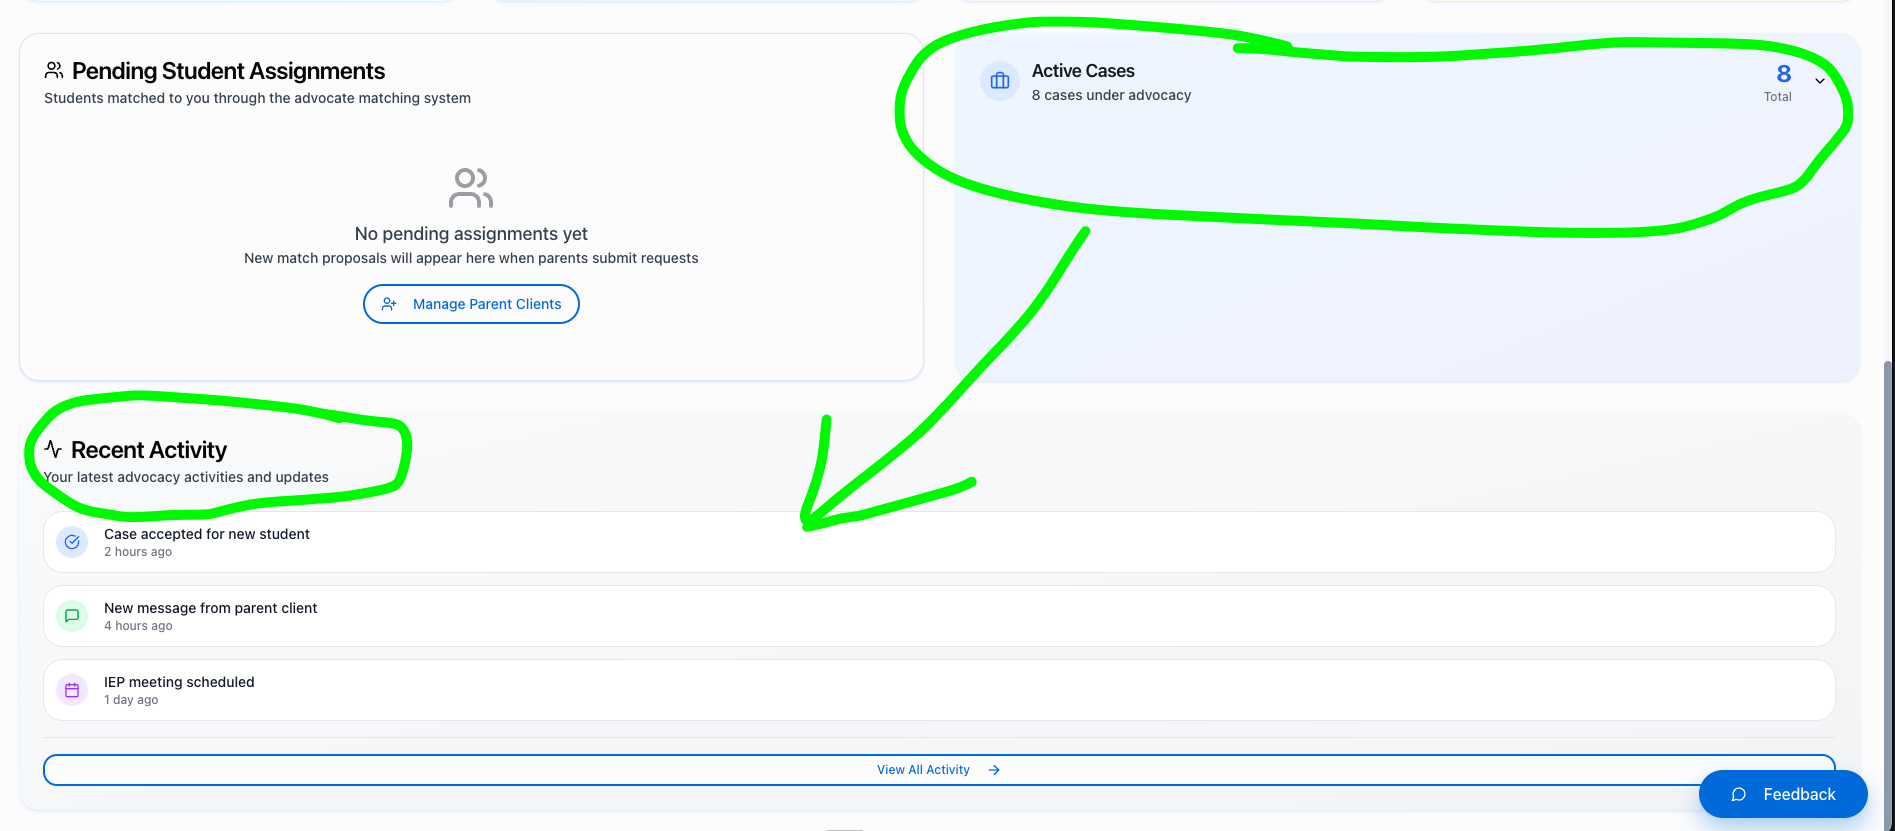 Pending Student Assignments
Students matched to you through the advocate matching system
No pending assignments yet
New match proposals will appear here when parents submit requests
Manage Parent Clients
Active Cases
8 cases under advocacy
8
Total
Recent Activity
Your latest advocacy activities and updates
Case accepted for new student
2 hours ago
New message from parent client
4 hours ago
IEP meeting scheduled
1 day ago
View All Activity
Feedback